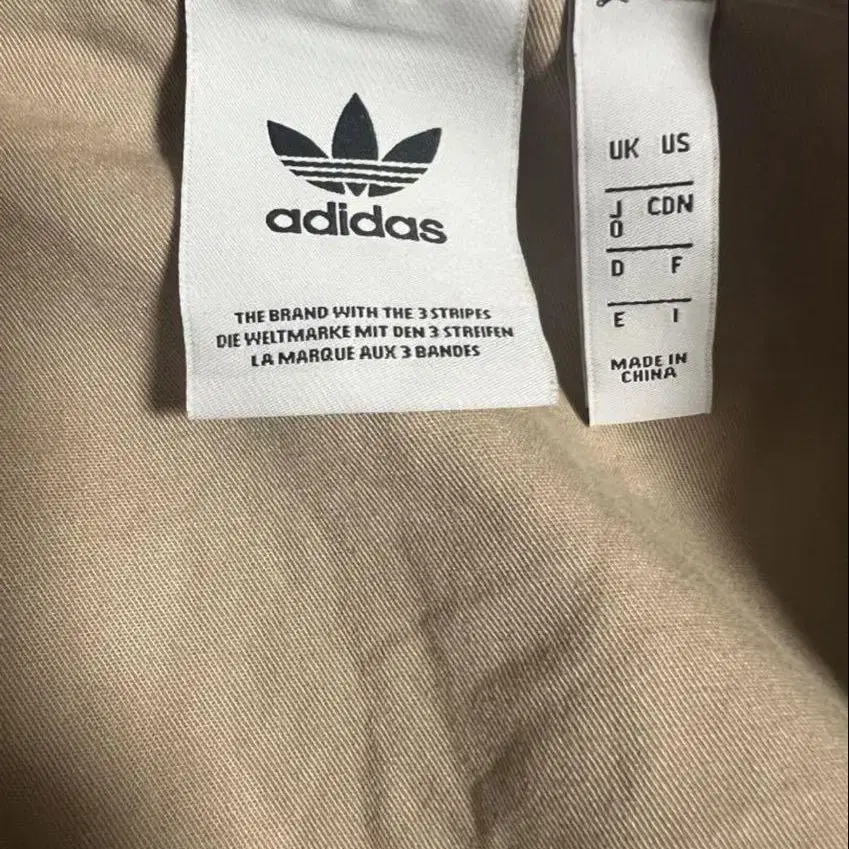 adidas
THE BRAND WITH THE 3 STRIPES
DIE WELTMARKE MIT DEN 3 STREIFEN
LA MARQUE AUX 3 BANDES
UK US
J
O CDN
D F
E I
MADE IN
CHINA